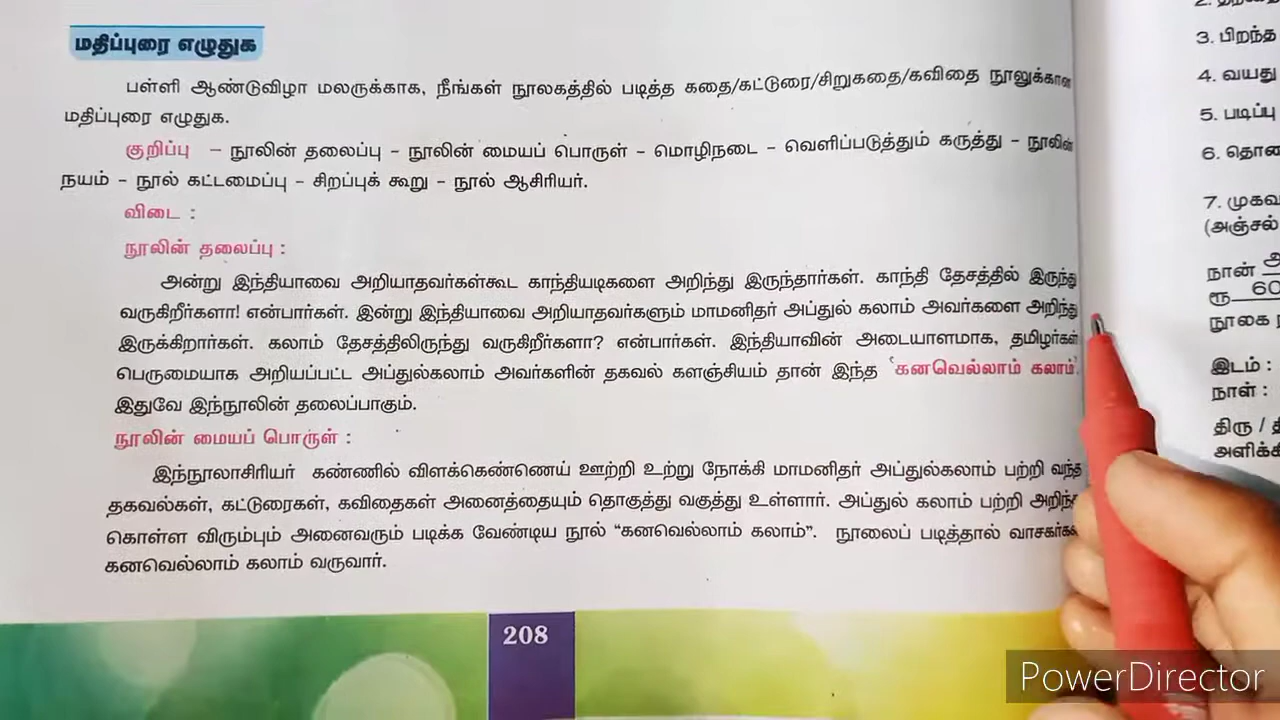 மதிப்புரை எழுதுக
பள்ளி ஆண்டுவிழா மலருக்காக, நீங்கள் நூலகத்தில் படித்த கதை/கட்டுரை/சிறுகதை/கவிதை நூலுக்கான
மதிப்புரை எழுதுக.
குறிப்பு – நூலின் தலைப்பு – நூலின் மையப் பொருள் – மொழிநடை – வெளிப்படுத்தும் கருத்து – நூலின்
நயம் – நூல் கட்டமைப்பு – சிறப்புக் கூறு – நூல் ஆசிரியர்.
விடை :
நூலின் தலைப்பு :
அன்று இந்தியாவை அறியாதவர்கள்கூட காந்தியடிகளை அறிந்து இருந்தார்கள். காந்தி தேசத்தில் இருந்து
வருகிறீர்களா! என்பார்கள். இன்று இந்தியாவை அறியாதவர்களும் மாமனிதர் அப்துல் கலாம் அவர்களை அறிந்து
இருக்கிறார்கள். கலாம் தேசத்திலிருந்து வருகிறீர்களா? என்பார்கள். இந்தியாவின் அடையாளமாக, தமிழர்கள்
பெருமையாக அறியப்பட்ட அப்துல்கலாம் அவர்களின் தகவல் களஞ்சியம் தான் இந்த 'கனவெல்லாம் கலாம்'.
இதுவே இந்நூலின் தலைப்பாகும்.
நூலின் மையப் பொருள் :
இந்நூலாசிரியர் கண்ணில் விளக்கெண்ணெய் ஊற்றி உற்று நோக்கி மாமனிதர் அப்துல்கலாம் பற்றி வந்த
தகவல்கள், கட்டுரைகள், கவிதைகள் அனைத்தையும் தொகுத்து வகுத்து உள்ளார். அப்துல் கலாம் பற்றி அறிந்து
கொள்ள விரும்பும் அனைவரும் படிக்க வேண்டிய நூல் “கனவெல்லாம் கலாம்”. நூலைப் படித்தால்
கனவெல்லாம் கலாம் வருவார்.
208
3. பிறந்த
4. வயது
5. படிப்பு
6.
7.
(அஞ்சல்
நான்
ரூ 60
நூலக
இடம் :
நாள் :
திரு /
PowerDirector